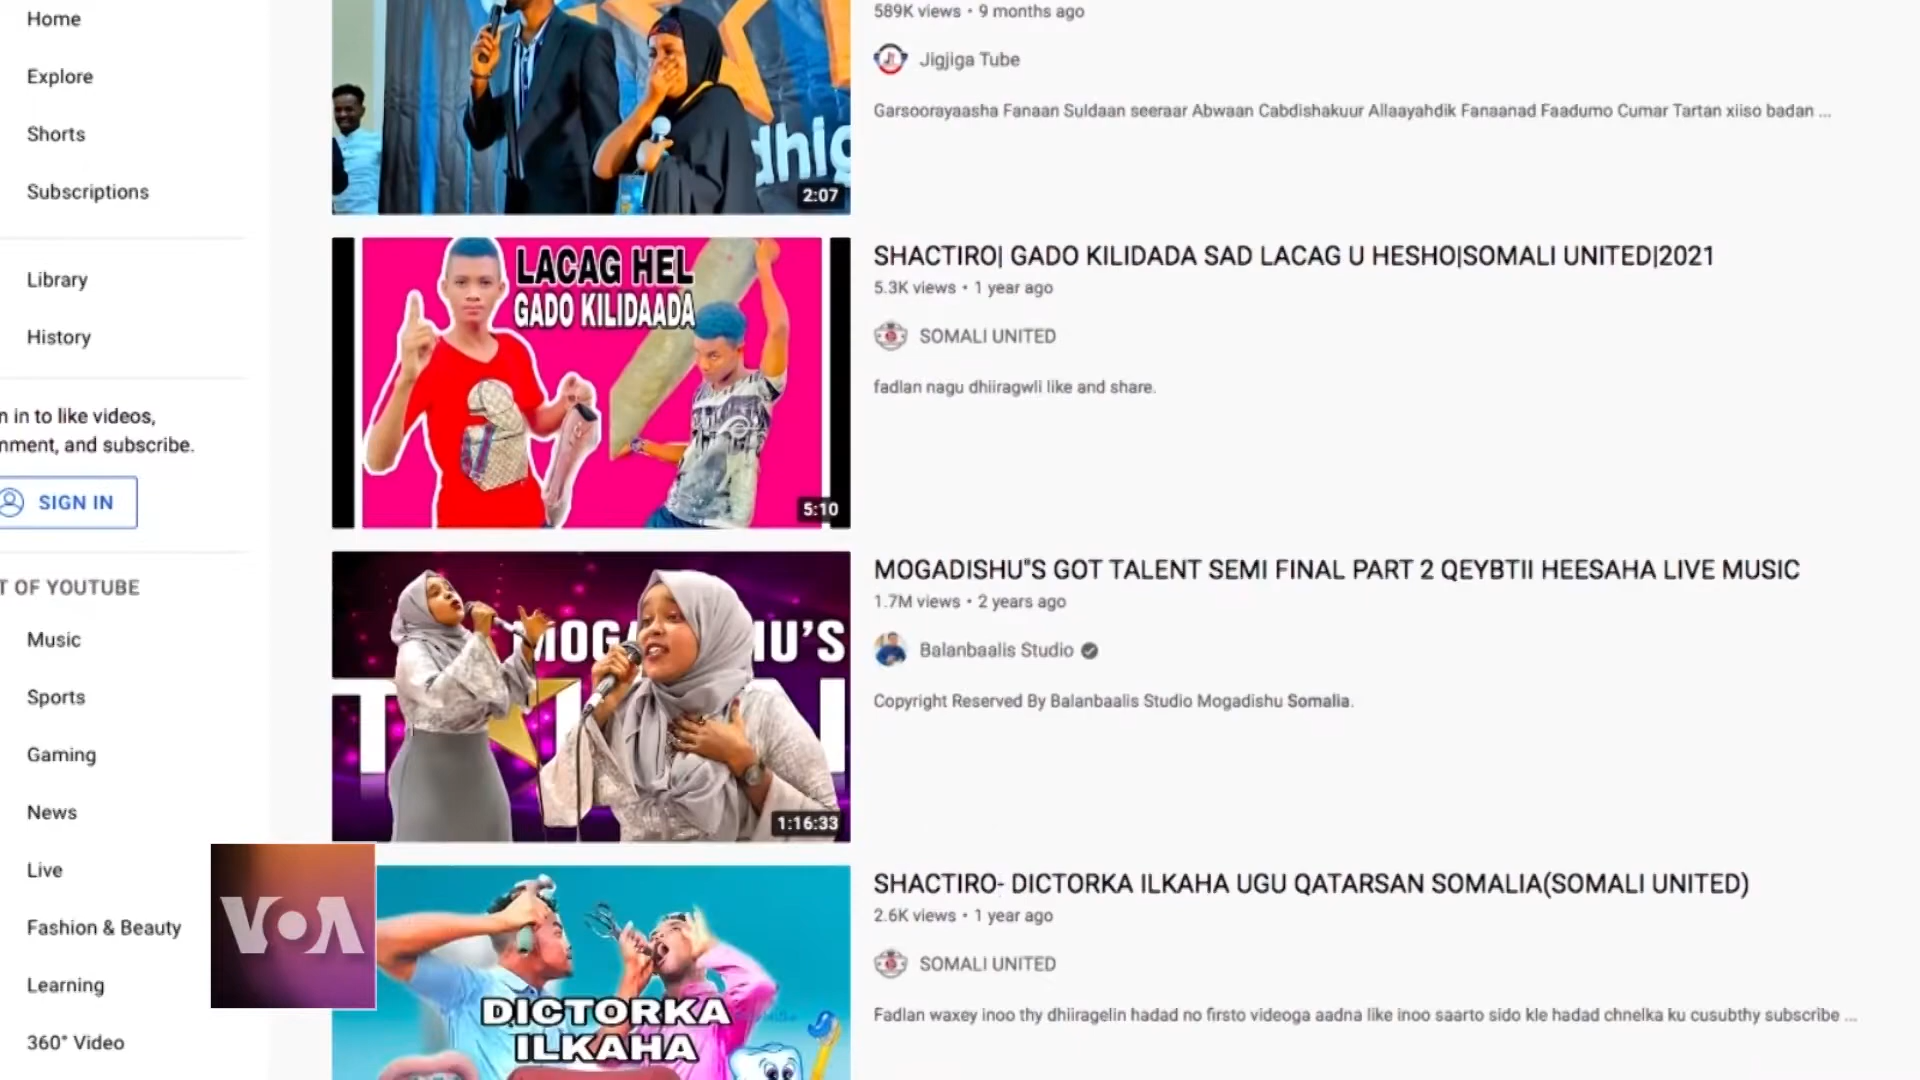 Home
Explore
Shorts
Subscriptions
Library
History
n in to like videos,
nment, and subscribe.
SIGN IN
T OF YOUTUBE
Music
Sports
Gaming
News
Live
Fashion & Beauty
Learning
360° Video
VOA
dhig
2:07
589K views • 9 months ago
Jigjiga Tube
Garsoorayaasha Fanaan Suldaan seeraar Abwaan Cabdishakuur Allaayahdik Fanaanad Faadumo Cumar Tartan xiiso badan ...
LACAG HEL
GADO KILIDAADA
5:10
SHACTIRO| GADO KILIDADA SAD LACAG U HESHO|SOMALI UNITED|2021
5.3K views • 1 year ago
SOMALI UNITED
fadlan nagu dhiiragwli like and share.
MOGA IU'S
T N
1:16:33
MOGADISHU"S GOT TALENT SEMI FINAL PART 2 QEYBTII HEESAHA LIVE MUSIC
1.7M views • 2 years ago
Balanbaalis Studio
Copyright Reserved By Balanbaalis Studio Mogadishu Somalia.
DICTORKA
ILKAHA
SHACTIRO- DICTORKA ILKAHA UGU QATARSAN SOMALIA(SOMALI UNITED)
2.6K views • 1 year ago
SOMALI UNITED
Fadlan waxey inoo thy dhiiragelin hadad no firsto videoga aadna like inoo saarto sido kle hadad chnelka ku cusubthy subscribe ...